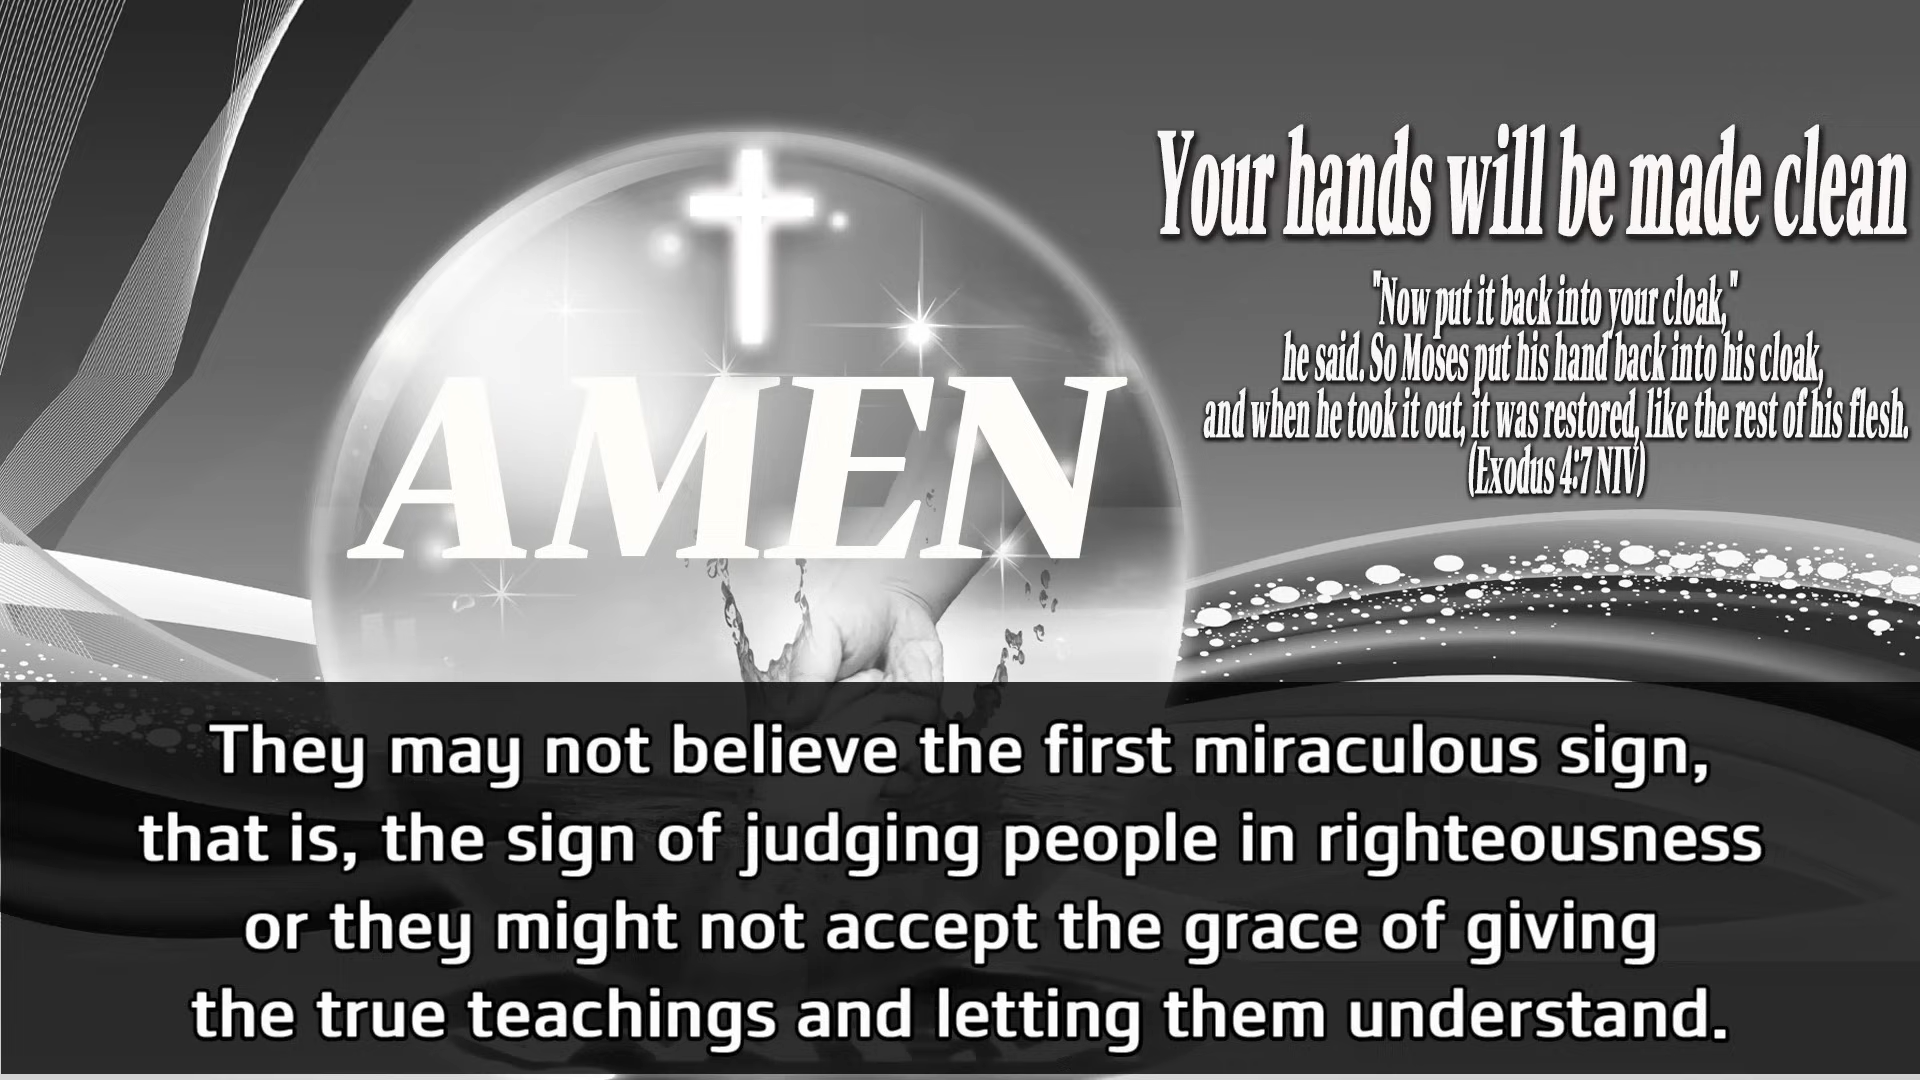 Your hands will be made clean
"Now put it back into your cloak,"
he said. So Moses put his hand back into his cloak,
and when he took it out, it was restored, like the rest of his flesh.
(Exodus 4:7 NIV)
AMEN
They may not believe the first miraculous sign,
that is, the sign of judging people in righteousness
or they might not accept the grace of giving
the true teachings and letting them understand.